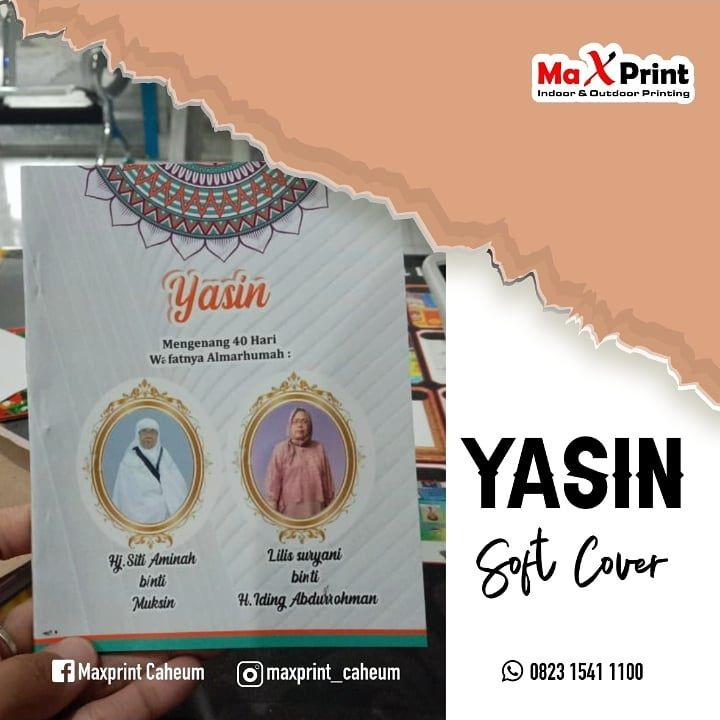 MaXPrint
Indoor & Outdoor Printing
Yasin
Mengenang 40 Hari
Wafatnya Almarhumah :
Hj. Siti Aminah
binti
Muksin
Lilis suryani
binti
H. Iding Abdurrohman
YASIN
Soft Cover
Maxprint Caheum
maxprint_caheum
0823 1541 1100